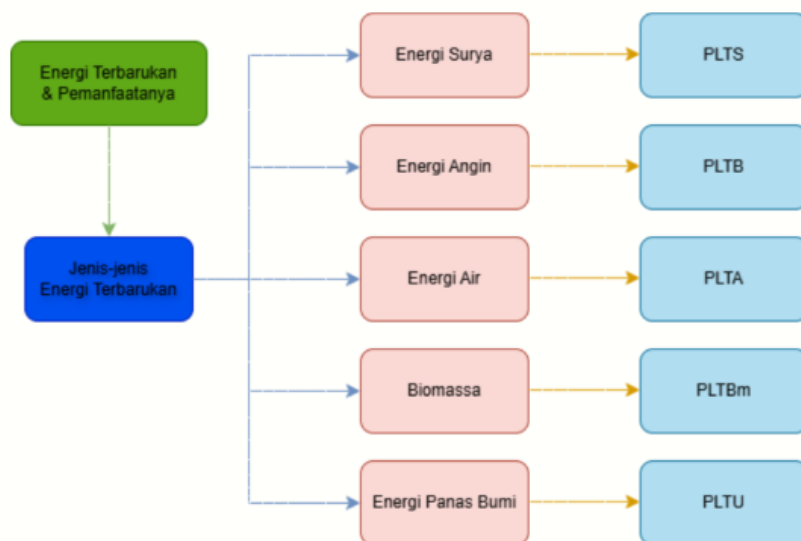 Energi Terbarukan
& Pemanfaatanya
Jenis-jenis
Energi Terbarukan
Energi Surya
PLTS
Energi Angin
PLTB
Energi Air
PLTA
Biomassa
PLTBm
Energi Panas Bumi
PLTU